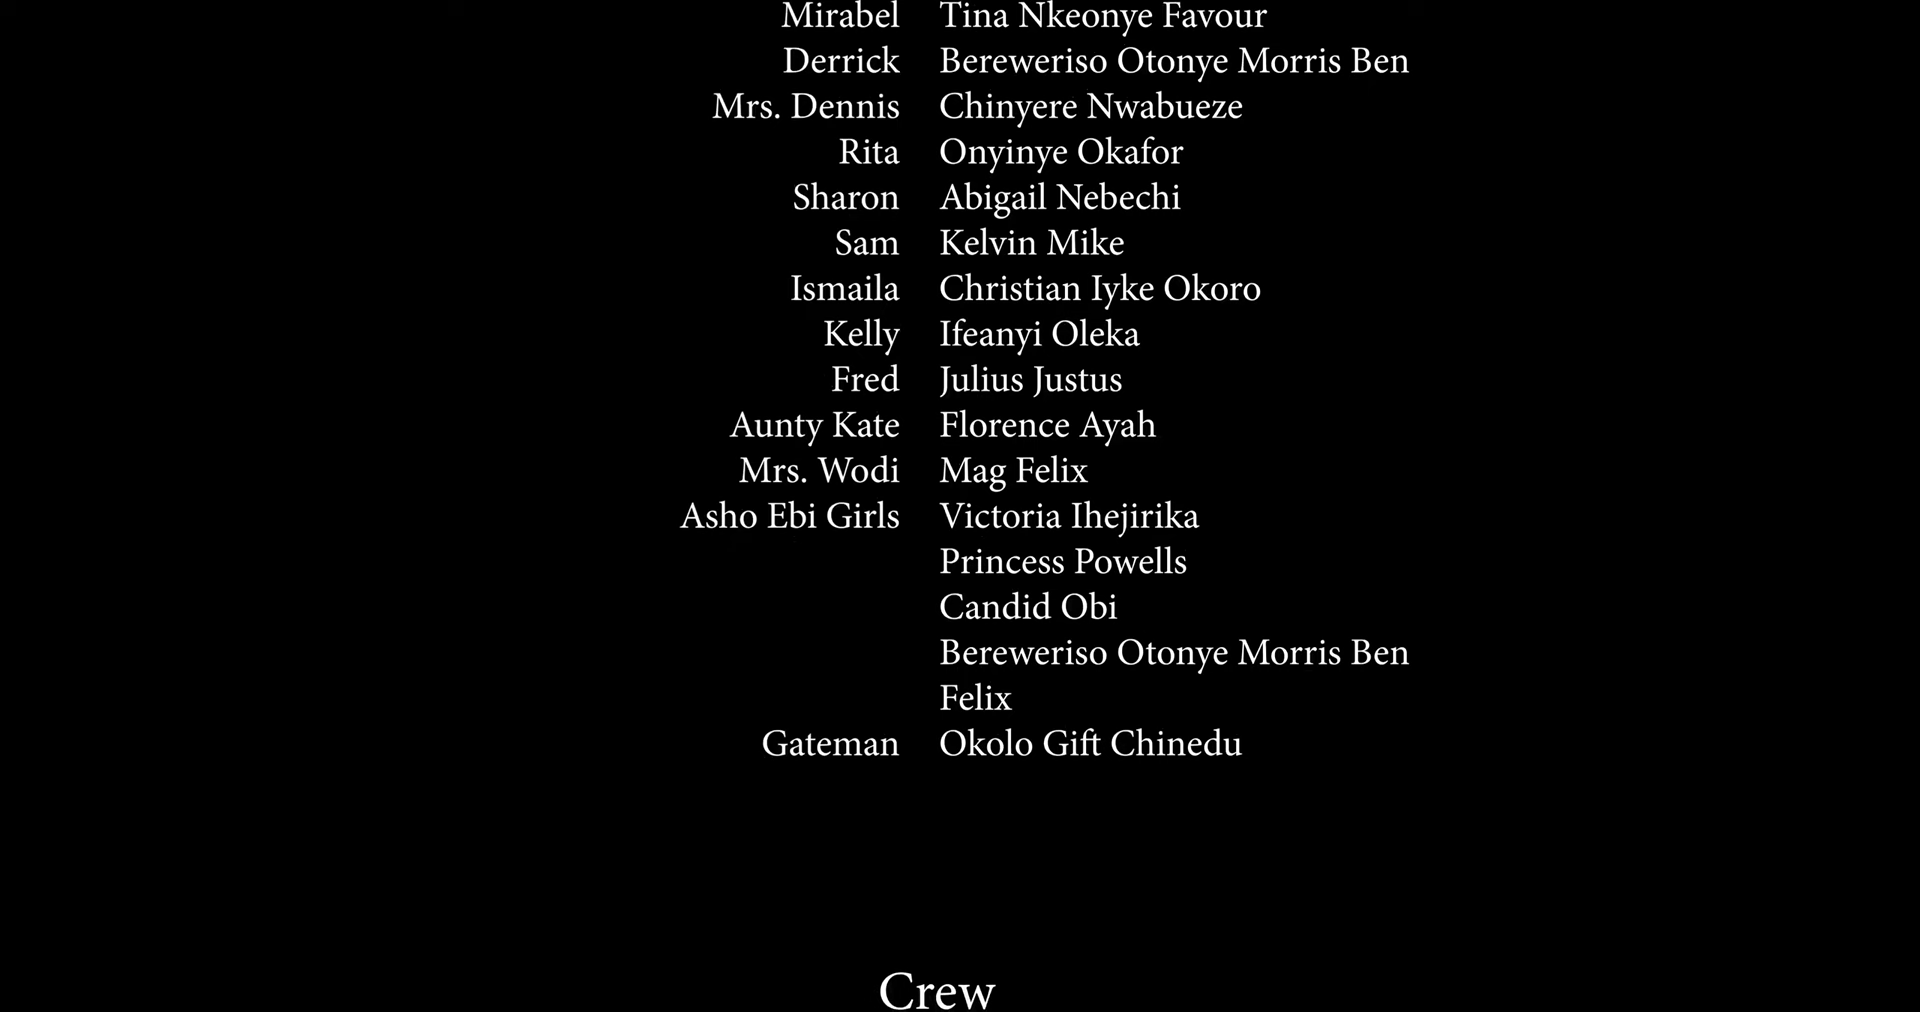 Mirabel Tina Nkeonye Favour
Derrick Bereweriso Otonye Morris Ben
Mrs. Dennis Chinyere Nwabueze
Rita Onyinye Okafor
Sharon Abigail Nebechi
Sam Kelvin Mike
Ismaila Christian Iyke Okoro
Kelly Ifeanyi Oleka
Fred Julius Justus
Aunty Kate Florence Ayah
Mrs. Wodi Mag Felix
Asho Ebi Girls Victoria Ihejirika
Princess Powells
Candid Obi
Bereweriso Otonye Morris Ben
Felix
Gateman Okolo Gift Chinedu
Crew